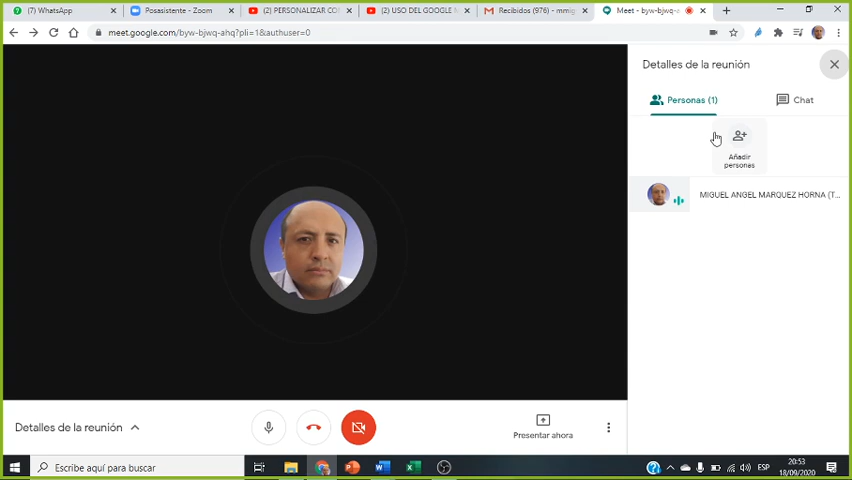 (7) WhatsApp
Posasistente - Zoom
(2) PERSONALIZAR CO
(2) USO DEL GOOGLE M
Recibidos (976) - mmig
Meet - byw-bjwq-a
meet.google.com/byw-bjwq-ahq?pli=1&authuser=0
Detalles de la reunión
Personas (1)
Chat
Añadir
personas
MIGUEL ANGEL MARQUEZ HORNA (T...
Detalles de la reunión
Presentar ahora
Escribe aquí para buscar
ESP
20:53
18/09/2020